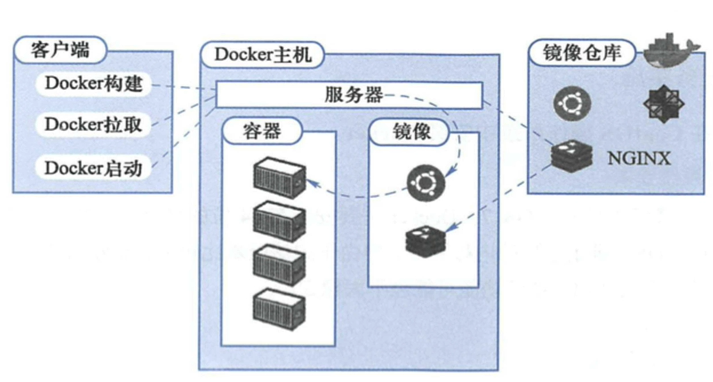 客户端
Docker构建
Docker拉取
Docker启动
Docker主机
服务器
容器
镜像
镜像仓库
NGINX